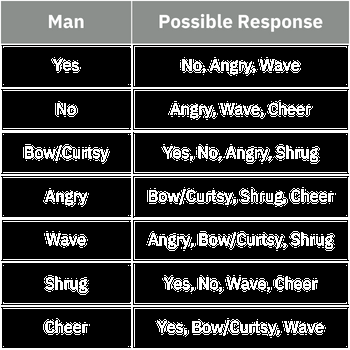 Man Possible Response
Yes No, Angry, Wave
No Angry, Wave, Cheer
Bow/Curtsy Yes, No, Angry, Shrug
Angry Bow/Curtsy, Shrug, Cheer
Wave Angry, Bow/Curtsy, Shrug
Shrug Yes, No, Wave, Cheer
Cheer Yes, Bow/Curtsy, Wave